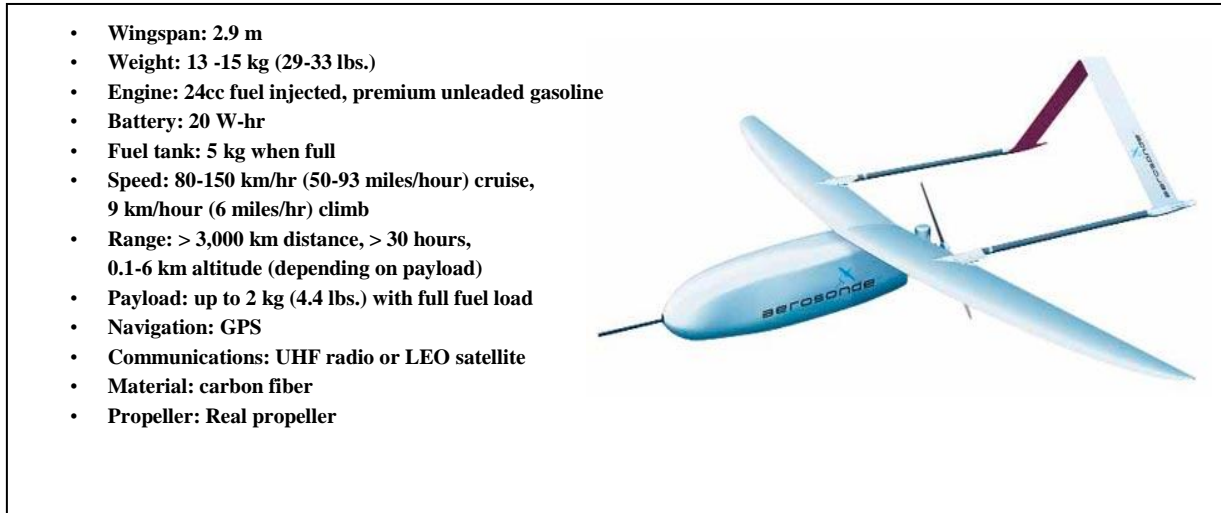 • Wingspan: 2.9 m
• Weight: 13 -15 kg (29-33 lbs.)
• Engine: 24cc fuel injected, premium unleaded gasoline
• Battery: 20 W-hr
• Fuel tank: 5 kg when full
• Speed: 80-150 km/hr (50-93 miles/hour) cruise,
9 km/hour (6 miles/hr) climb
• Range: > 3,000 km distance, > 30 hours,
0.1-6 km altitude (depending on payload)
• Payload: up to 2 kg (4.4 lbs.) with full fuel load
• Navigation: GPS
• Communications: UHF radio or LEO satellite
• Material: carbon fiber
• Propeller: Real propeller
aerosonde
aerosonde